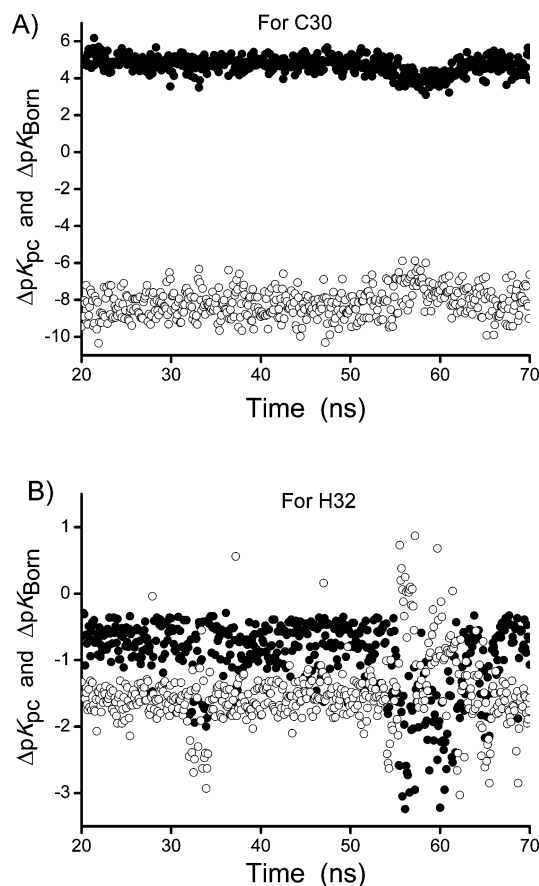 A)
For C30
ΔpKpc and ΔpKBorn
6
4
2
0
-2
-4
-6
-8
-10
20 30 40 50 60 70
Time (ns)
B)
For H32
ΔpKpc and ΔpKBorn
1
0
-1
-2
-3
20 30 40 50 60 70
Time (ns)